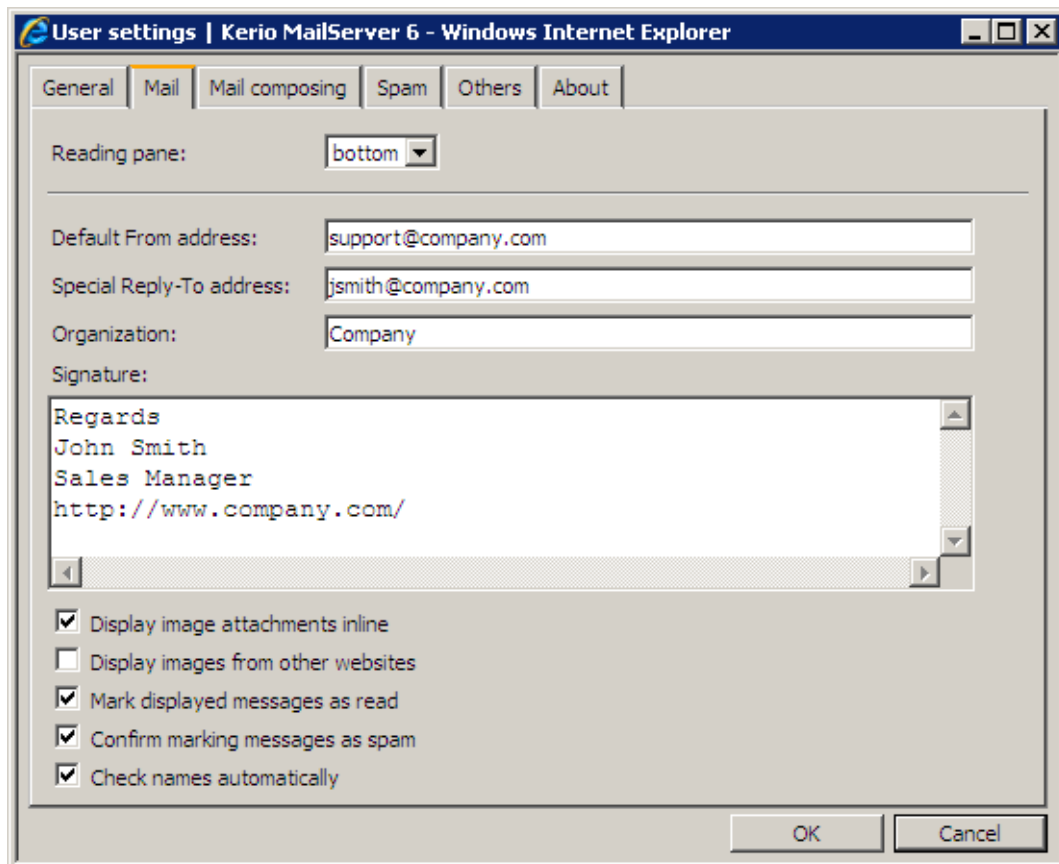 User settings | Kerio MailServer 6 - Windows Internet Explorer
General Mail Mail composing Spam Others About
Reading pane: bottom
Default From address: support@company.com
Special Reply-To address: jsmith@company.com
Organization: Company
Signature:
Regards
John Smith
Sales Manager
http://www.company.com/
Display image attachments inline
Display images from other websites
Mark displayed messages as read
Confirm marking messages as spam
Check names automatically
OK Cancel